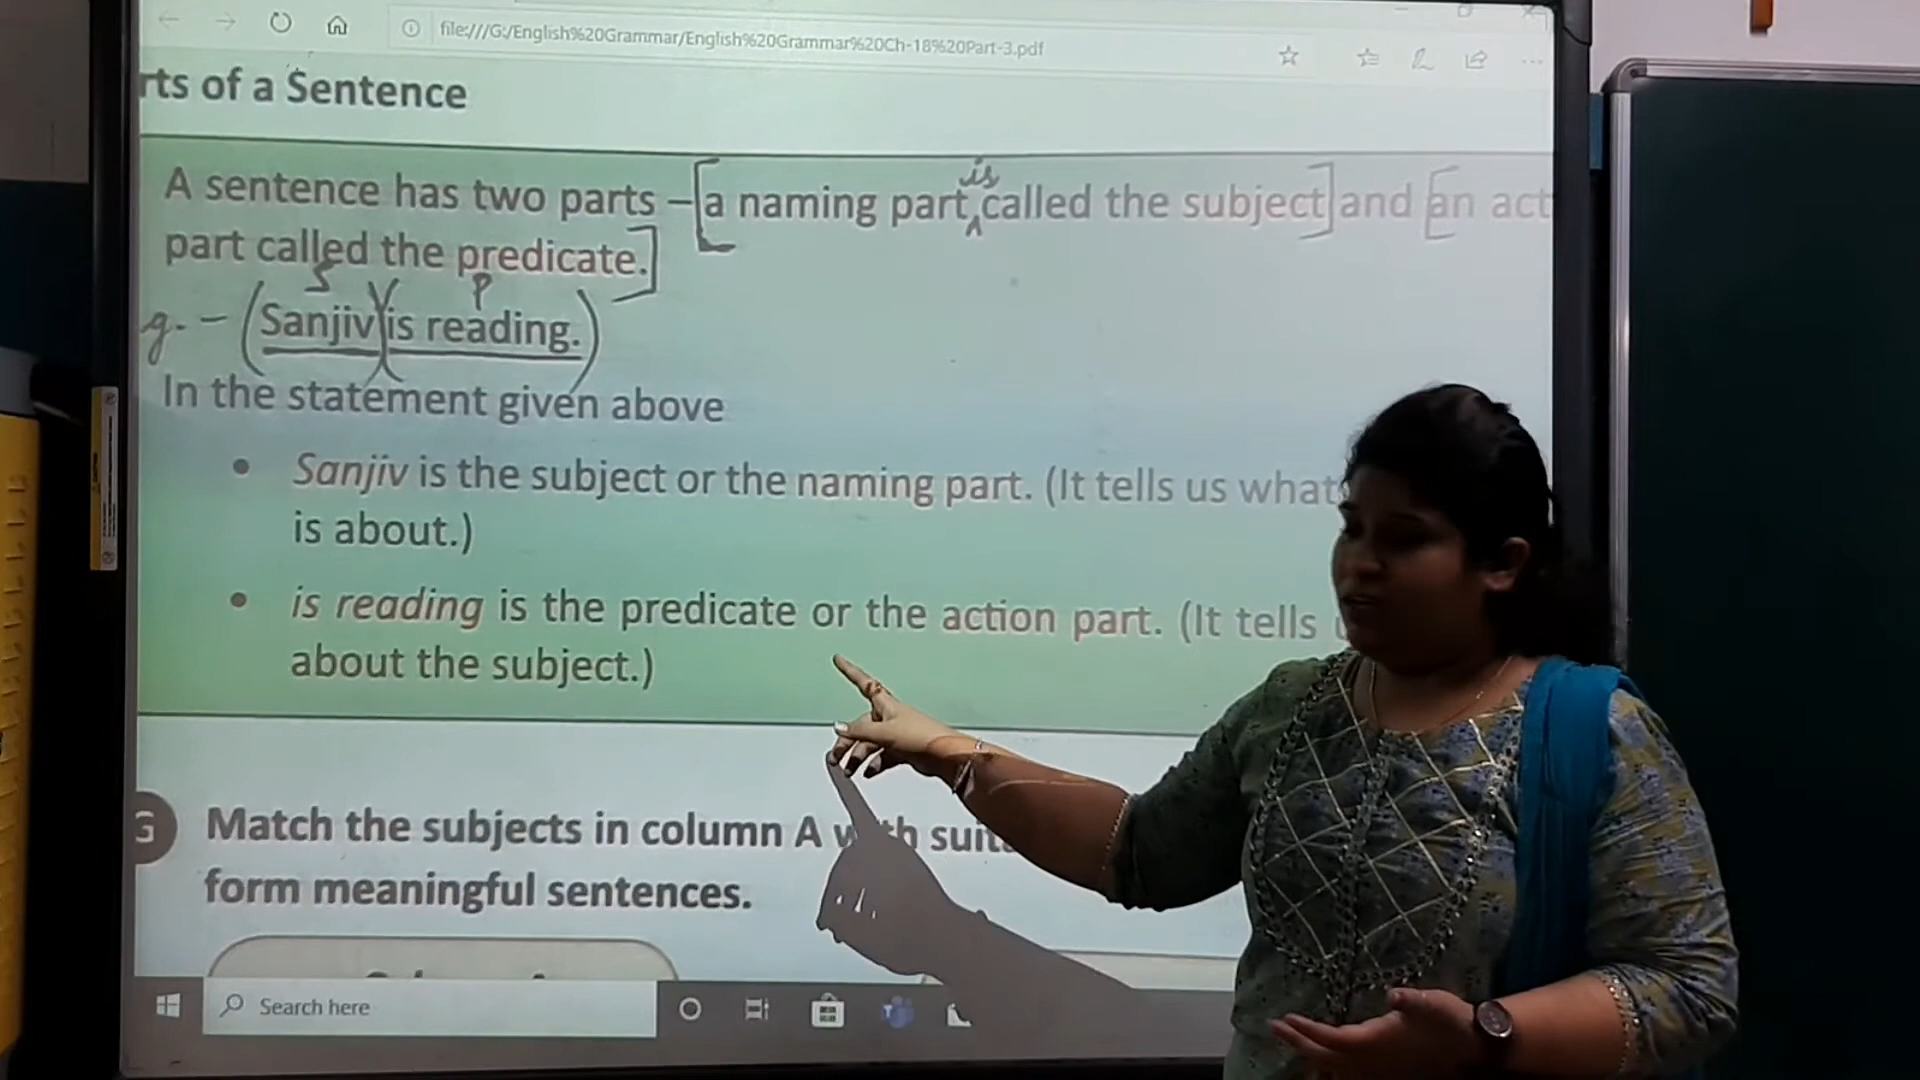 file:///G:/English%20Grammar/English%20Grammar%20Ch-18%20Part-3.pdf
rts of a Sentence
is
A sentence has two parts – [a naming part called the subject] and [an act
part called the predicate.]
S P
g. – (Sanjiv)(is reading.)
In the statement given above
• Sanjiv is the subject or the naming part. (It tells us what
is about.)
• is reading is the predicate or the action part. (It tells
about the subject.)
G Match the subjects in column A with suit
form meaningful sentences.
Search here